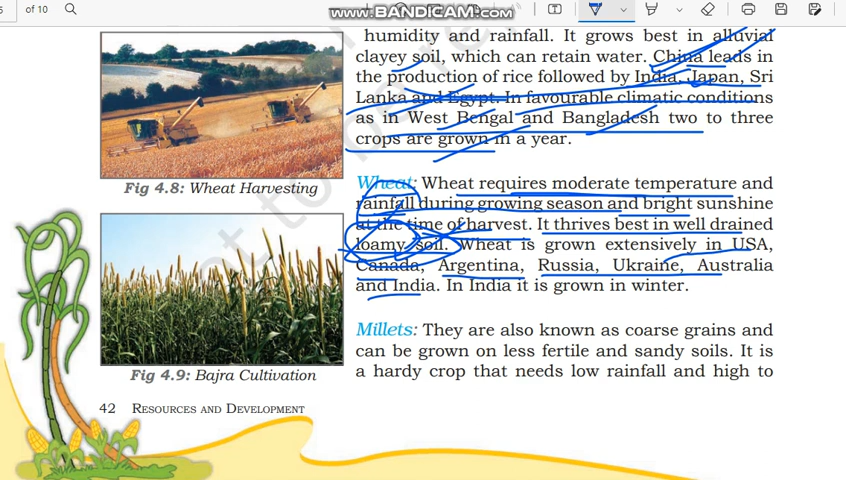 of 10
www.BANDICAM.com
humidity and rainfall. It grows best in alluvial
clayey soil, which can retain water. China leads in
the production of rice followed by India, Japan, Sri
Lanka and Egypt. In favourable climatic conditions
as in West Bengal and Bangladesh two to three
crops are grown in a year.
Fig 4.8: Wheat Harvesting
Wheat: Wheat requires moderate temperature and
rainfall during growing season and bright sunshine
at the time of harvest. It thrives best in well drained
loamy soil. Wheat is grown extensively in USA,
Canada, Argentina, Russia, Ukraine, Australia
and India. In India it is grown in winter.
Millets: They are also known as coarse grains and
can be grown on less fertile and sandy soils. It is
a hardy crop that needs low rainfall and high to
Fig 4.9: Bajra Cultivation
42 RESOURCES AND DEVELOPMENT